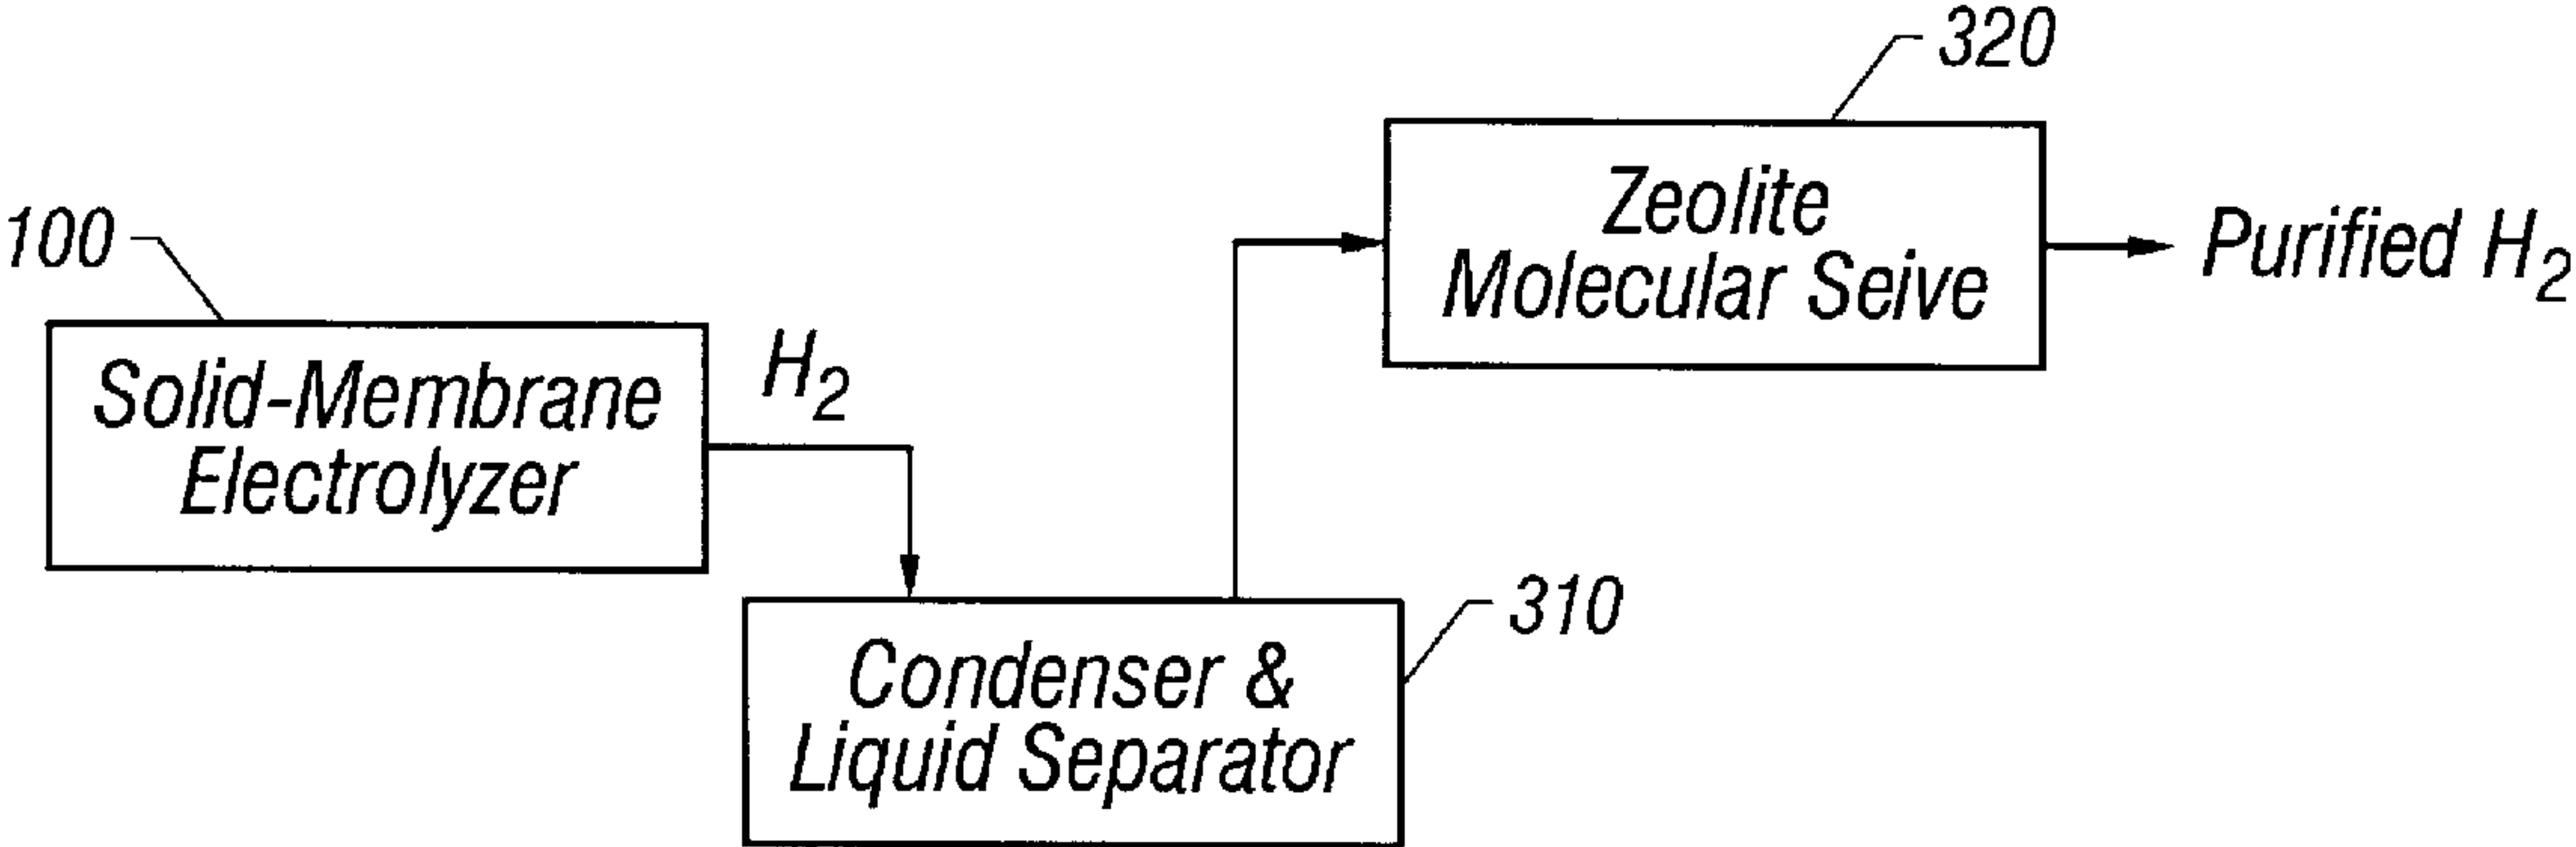 320
Zeolite
Molecular Seive
Purified H₂
100
Solid-Membrane
Electrolyzer
H₂
310
Condenser &
Liquid Separator